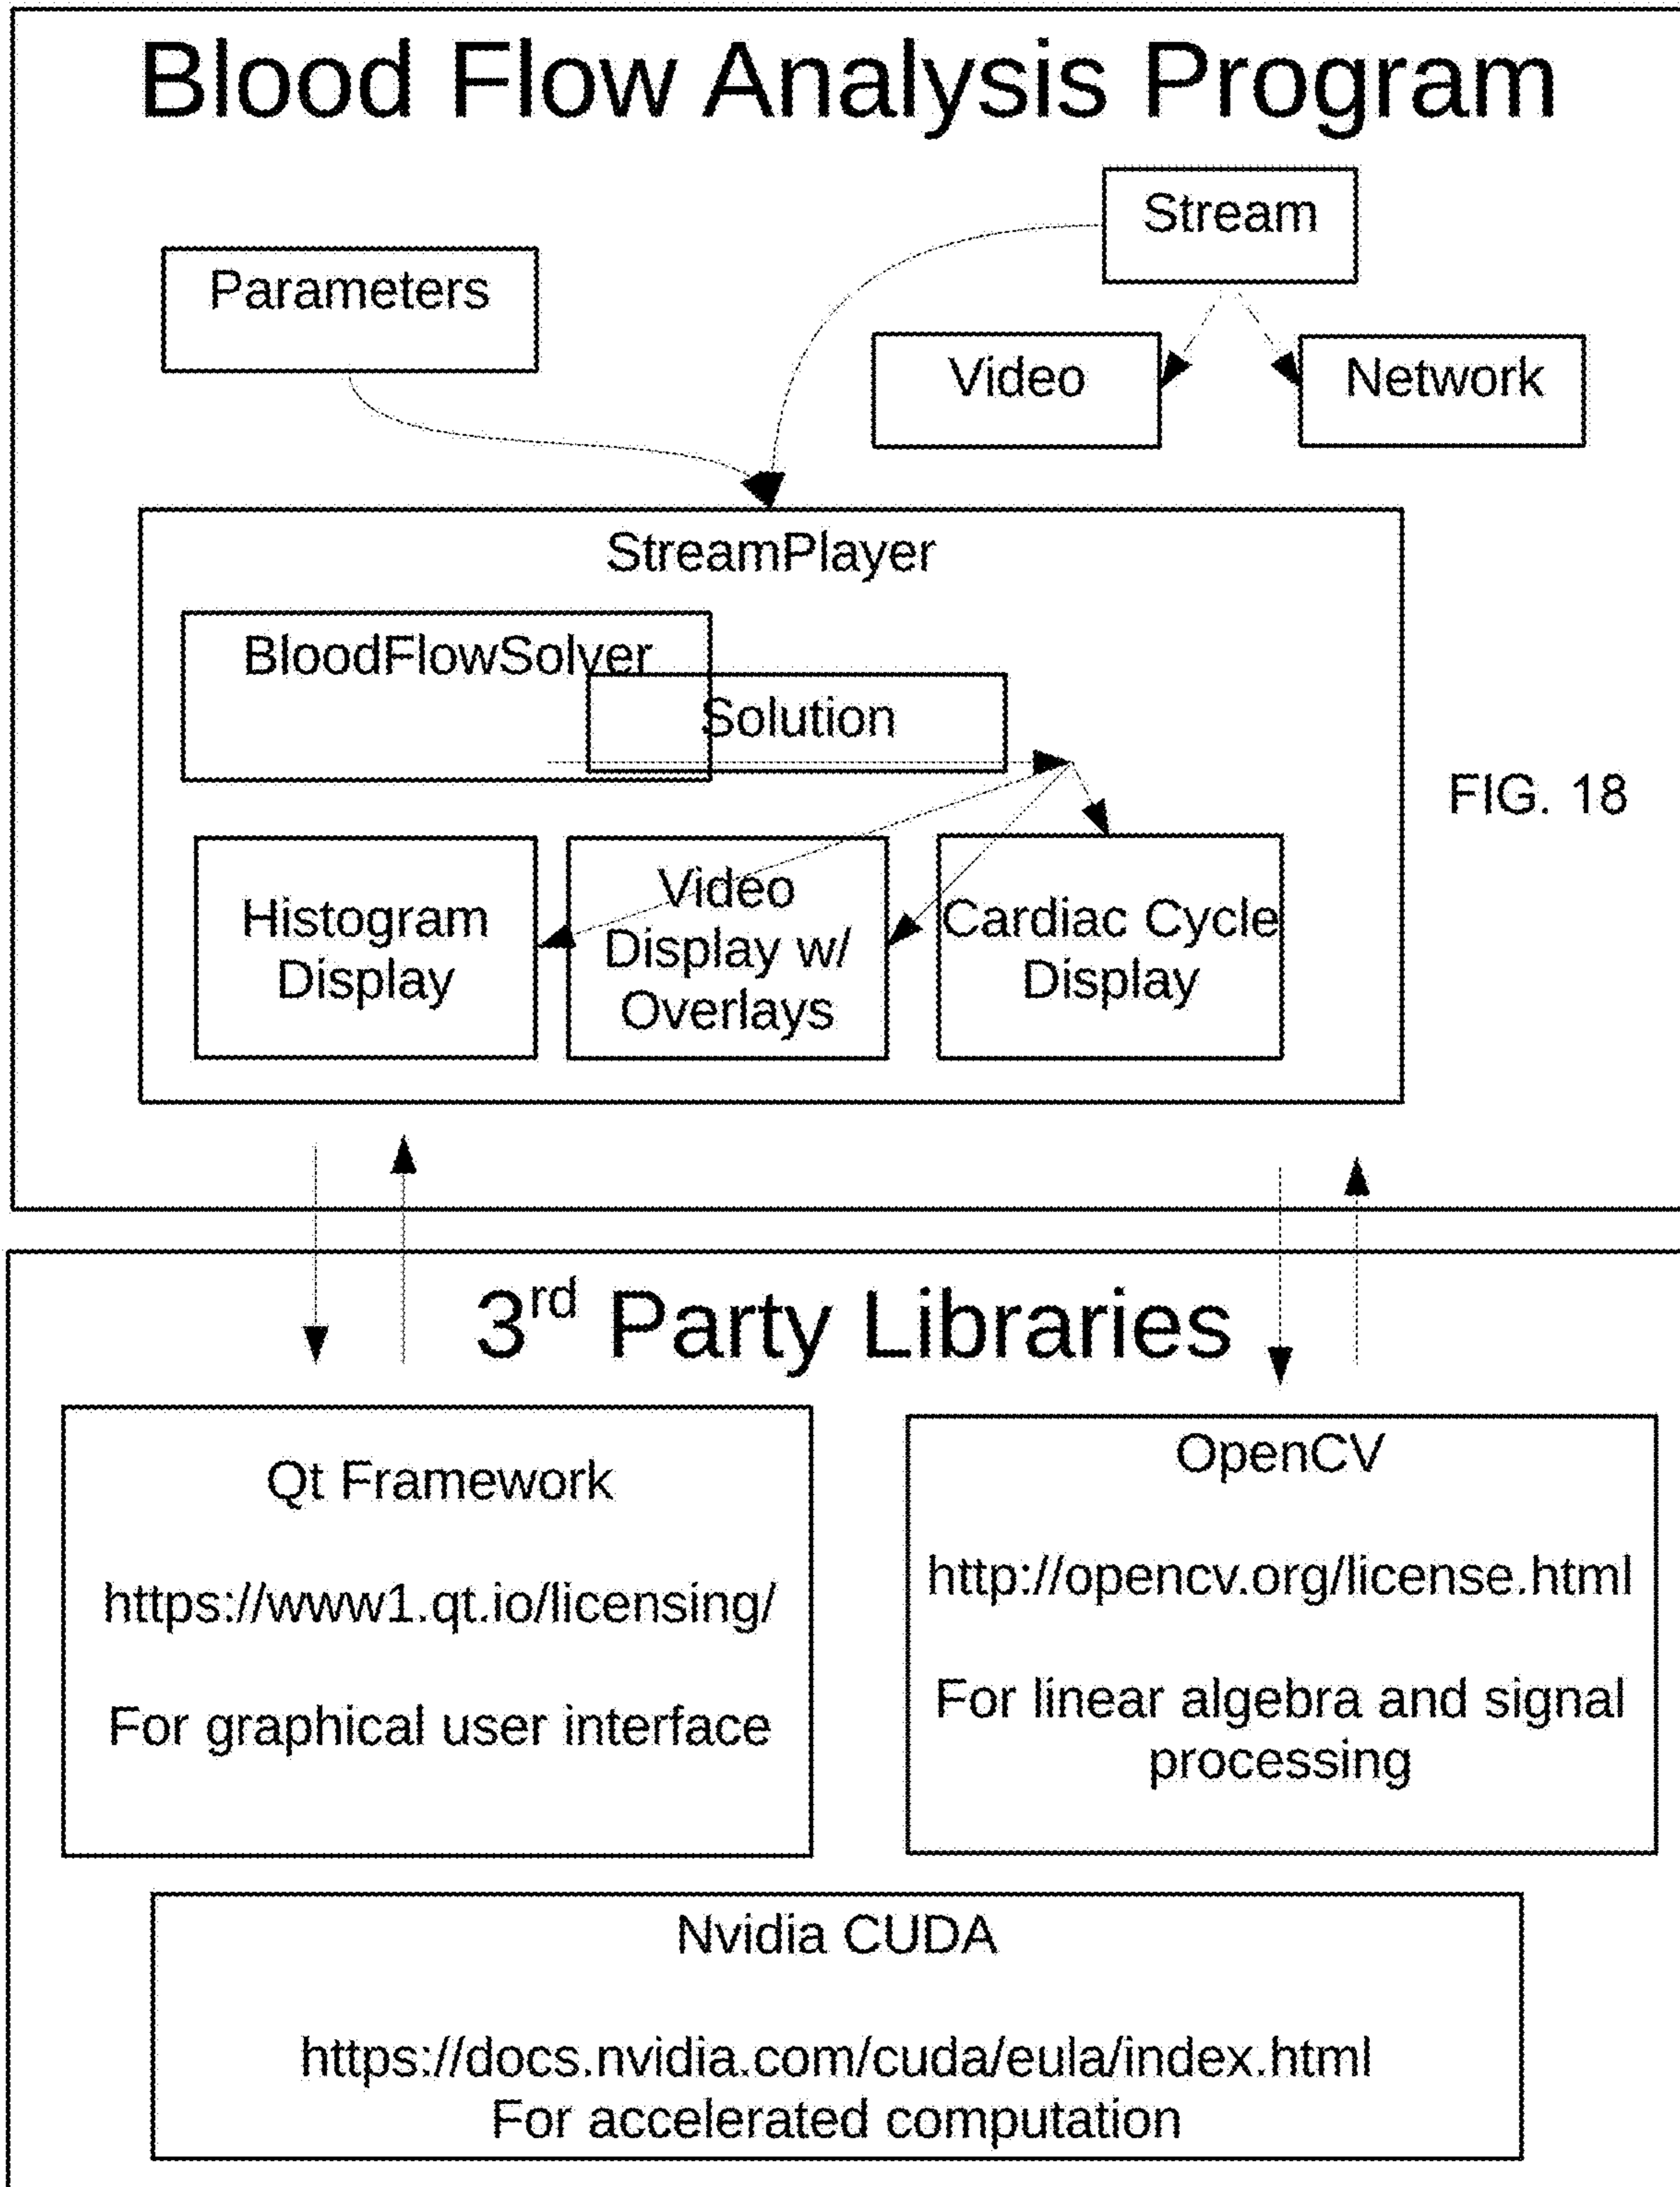 Blood Flow Analysis Program
Stream
Parameters
Video
Network
StreamPlayer
BloodFlowSolver
Solution
FIG. 18
Histogram
Display
Video
Display w/
Overlays
Cardiac Cycle
Display
3rd Party Libraries
Qt Framework
https://www1.qt.io/licensing/
For graphical user interface
OpenCV
http://opencv.org/license.html
For linear algebra and signal
processing
Nvidia CUDA
https://docs.nvidia.com/cuda/eula/index.html
For accelerated computation